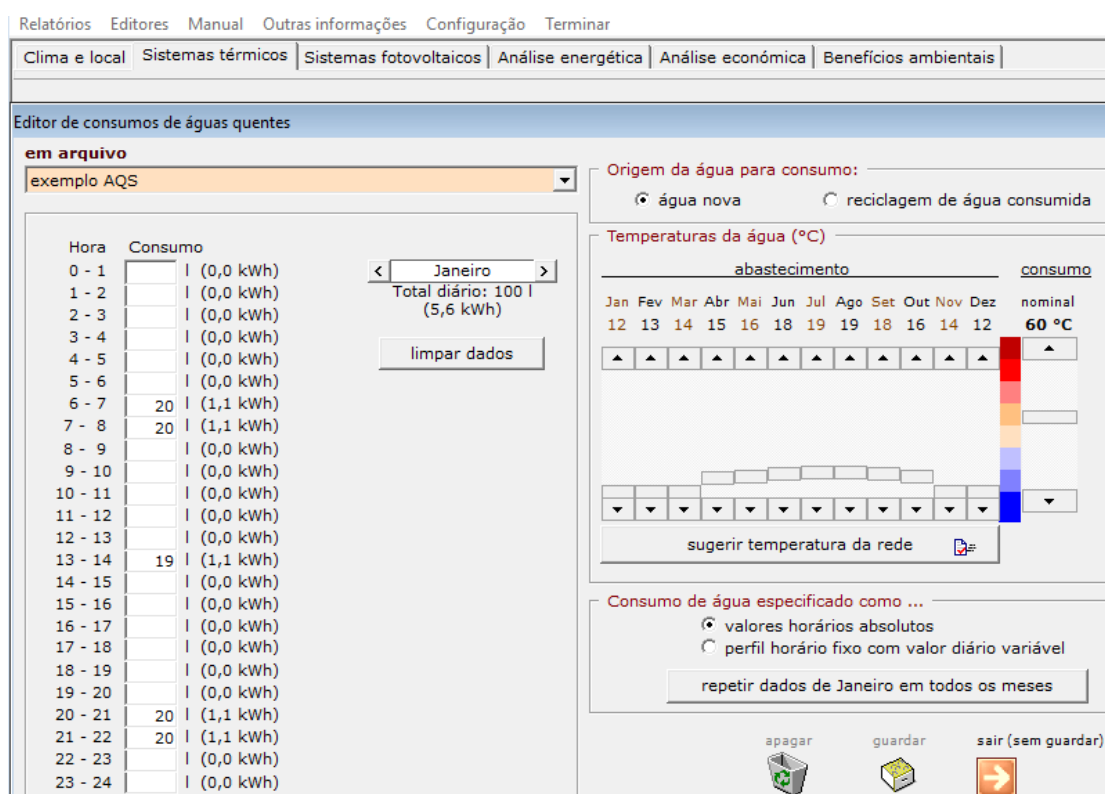 Relatórios Editores Manual Outras informações Configuração Terminar
Clima e local Sistemas térmicos Sistemas fotovoltaicos Análise energética Análise económica Benefícios ambientais
Editor de consumos de águas quentes
em arquivo
exemplo AQS
Hora Consumo
0 - 1 l (0,0 kWh)
1 - 2 l (0,0 kWh)
2 - 3 l (0,0 kWh)
3 - 4 l (0,0 kWh)
4 - 5 l (0,0 kWh)
5 - 6 l (0,0 kWh)
6 - 7 20 l (1,1 kWh)
7 - 8 20 l (1,1 kWh)
8 - 9 l (0,0 kWh)
9 - 10 l (0,0 kWh)
10 - 11 l (0,0 kWh)
11 - 12 l (0,0 kWh)
12 - 13 l (0,0 kWh)
13 - 14 19 l (1,1 kWh)
14 - 15 l (0,0 kWh)
15 - 16 l (0,0 kWh)
16 - 17 l (0,0 kWh)
17 - 18 l (0,0 kWh)
18 - 19 l (0,0 kWh)
19 - 20 l (0,0 kWh)
20 - 21 20 l (1,1 kWh)
21 - 22 20 l (1,1 kWh)
22 - 23 l (0,0 kWh)
23 - 24 l (0,0 kWh)
< Janeiro >
Total diário: 100 l
(5,6 kWh)
limpar dados
Origem da água para consumo:
água nova reciclagem de água consumida
Temperaturas da água (°C)
abastecimento consumo
Jan Fev Mar Abr Mai Jun Jul Ago Set Out Nov Dez nominal
12 13 14 15 16 18 19 19 18 16 14 12 60 °C
sugerir temperatura da rede
Consumo de água especificado como ...
valores horários absolutos
perfil horário fixo com valor diário variável
repetir dados de Janeiro em todos os meses
apagar guardar sair (sem guardar)